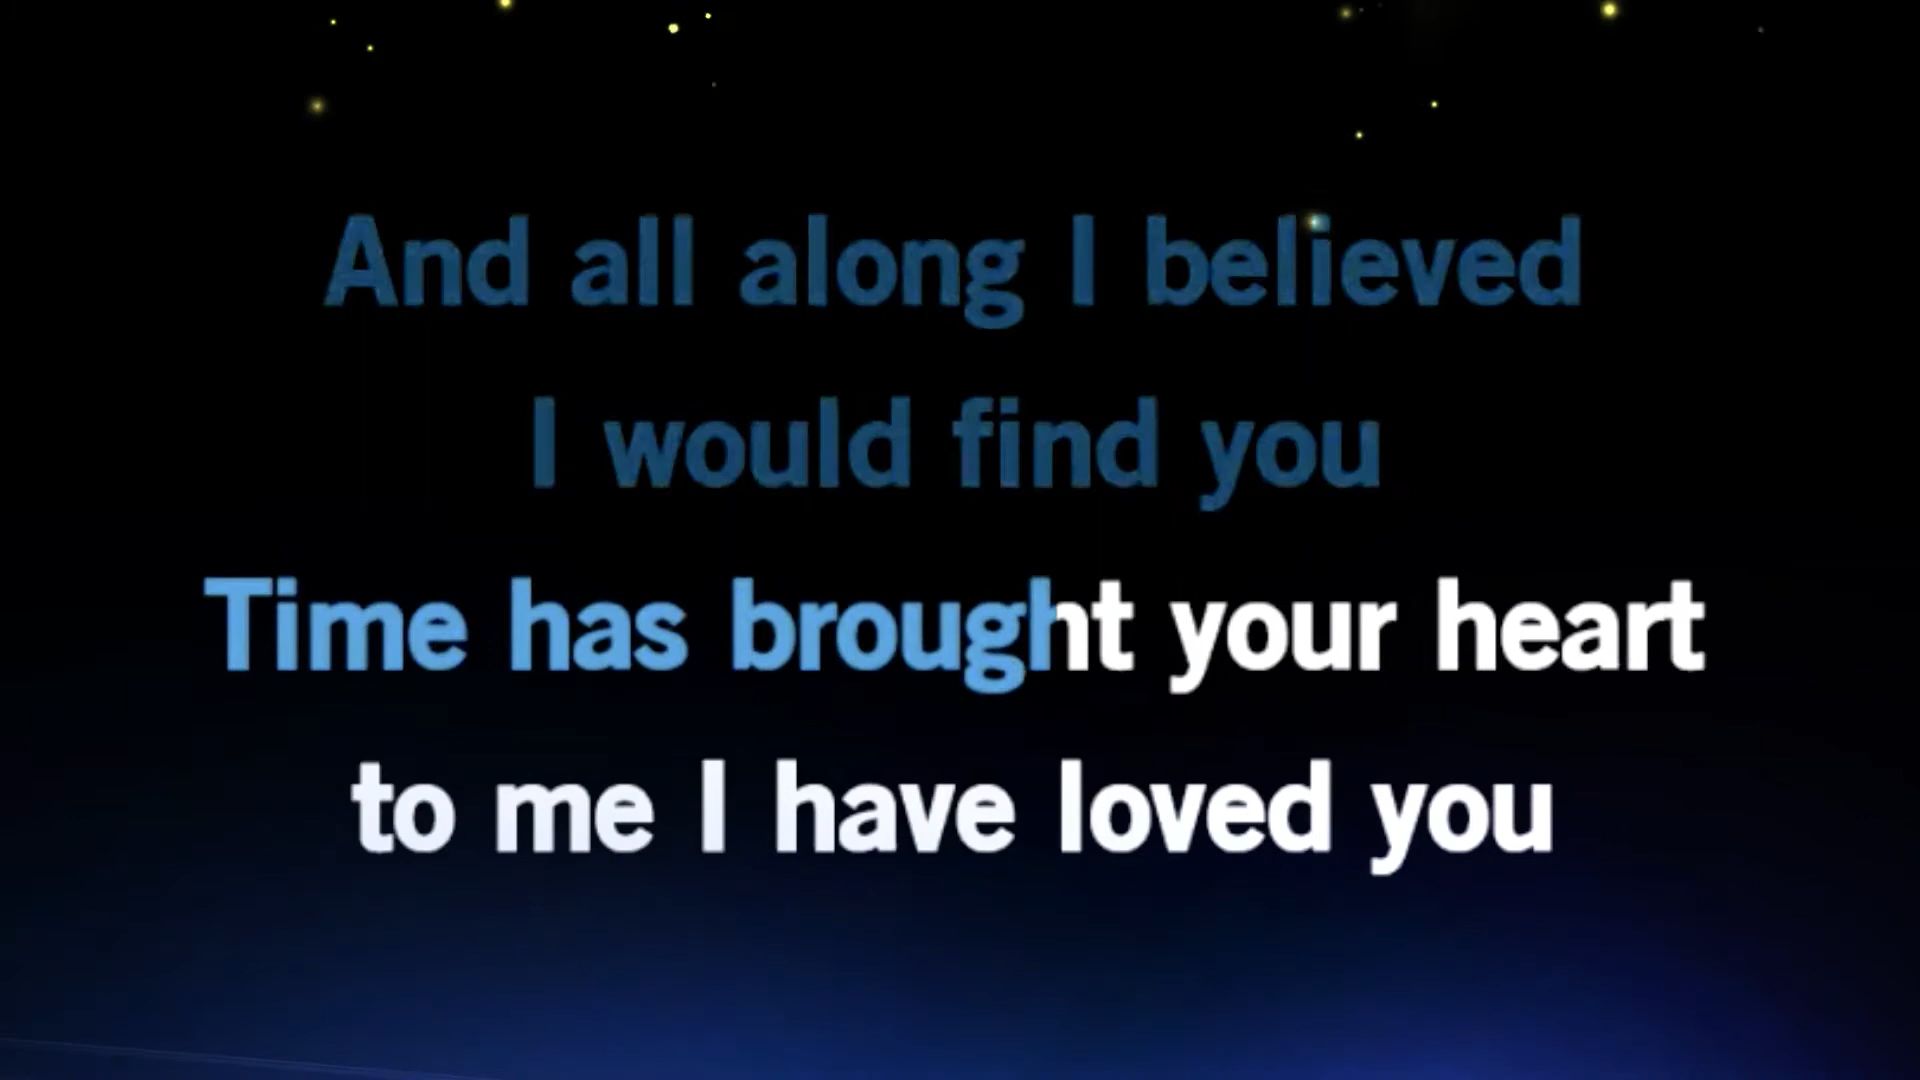 And all along I believed
I would find you
Time has brought your heart
to me I have loved you